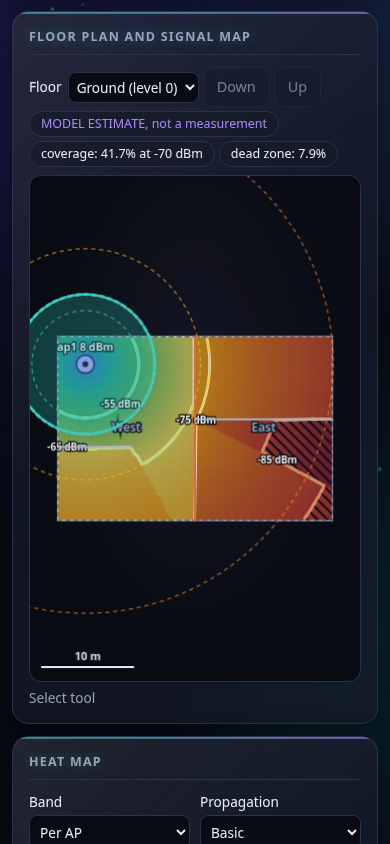 FLOOR PLAN AND SIGNAL MAP
Floor Ground (level 0) Down Up
MODEL ESTIMATE, not a measurement
coverage: 41.7% at -70 dBm dead zone: 7.9%
ap1 8 dBm
-55 dBm
-75 dBm
West East
-65 dBm
-85 dBm
10 m
Select tool
HEAT MAP
Band Propagation
Per AP Basic